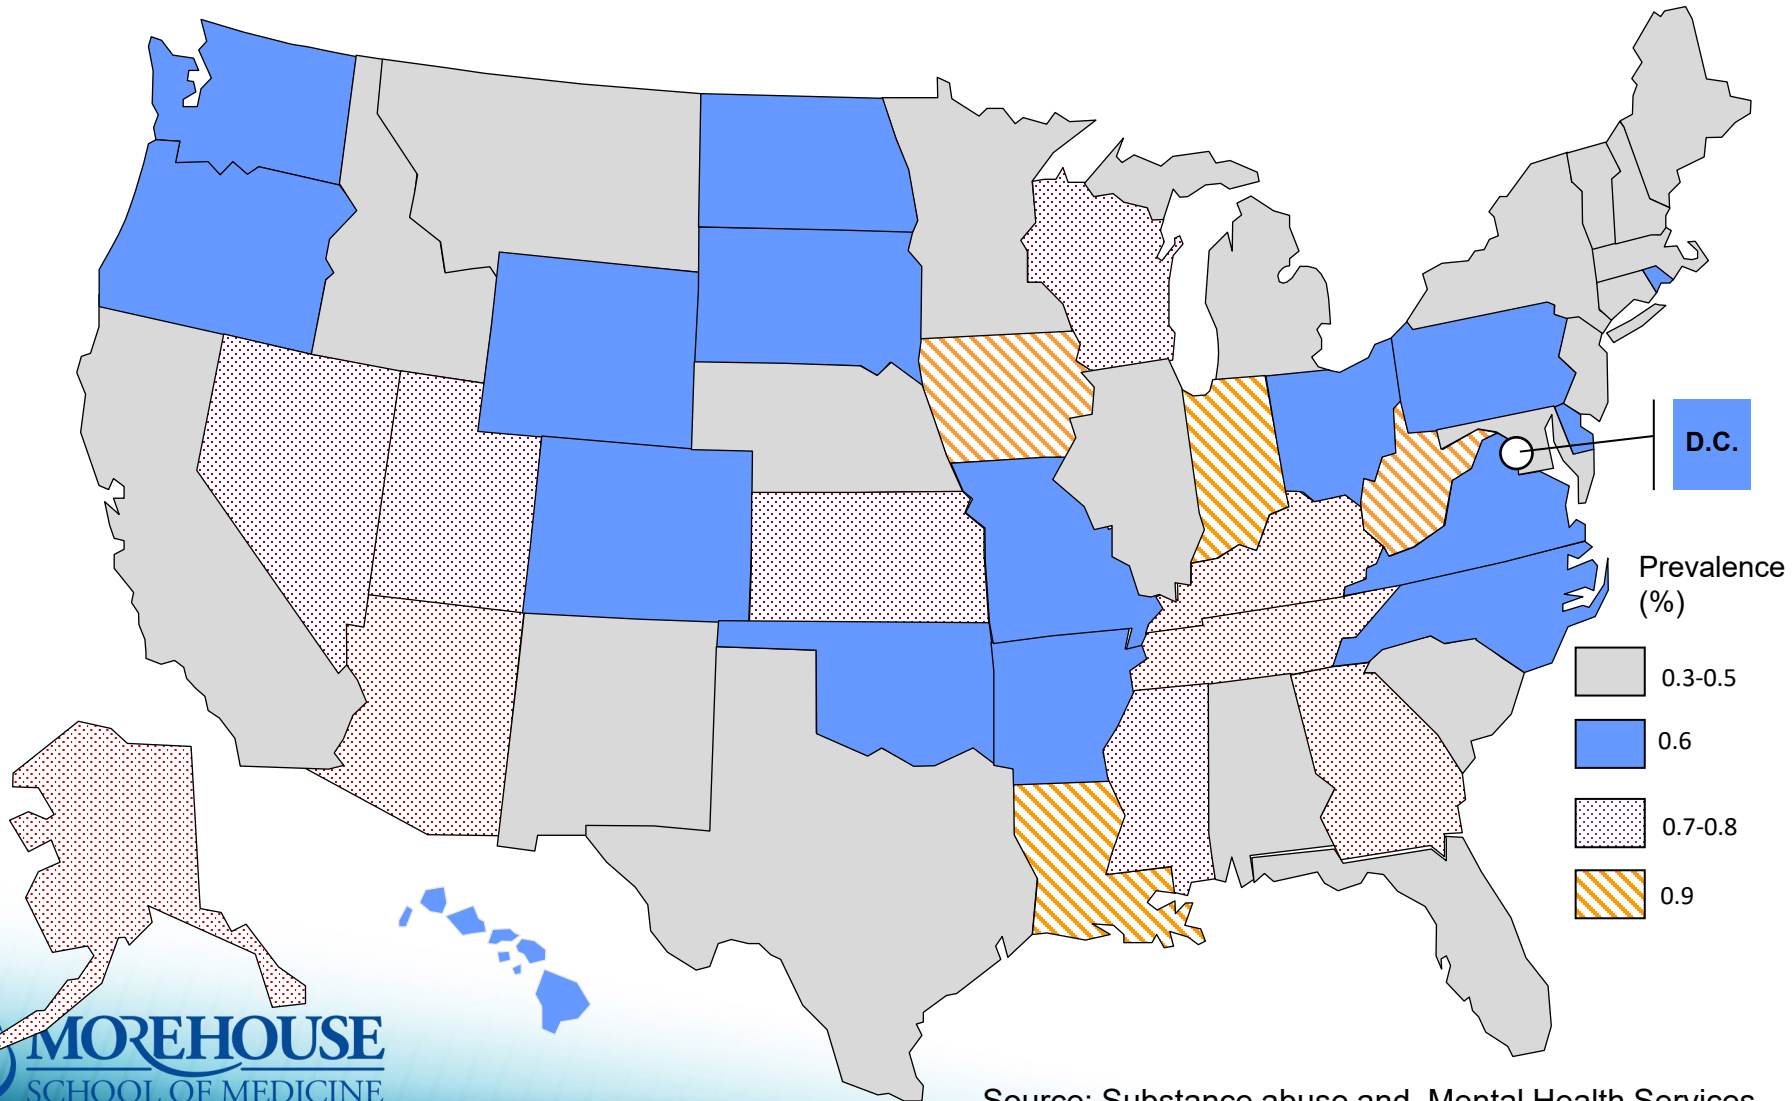 D.C.
Prevalence
(%)
0.3-0.5
0.6
0.7-0.8
0.9
MOREHOUSE
SCHOOL OF MEDICINE
Source: Substance abuse and Mental Health Services